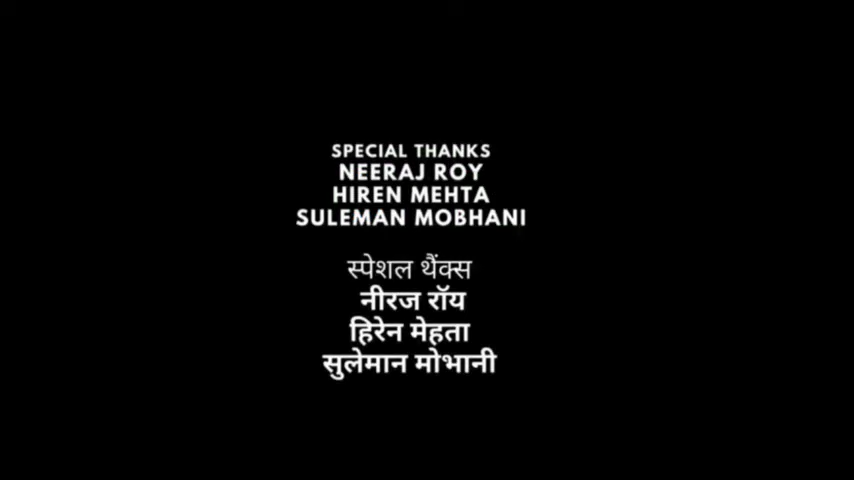 SPECIAL THANKS
NEERAJ ROY
HIREN MEHTA
SULEMAN MOBHANI
स्पेशल थैंक्स
नीरज रॉय
हिरेन मेहता
सुलेमान मोभानी